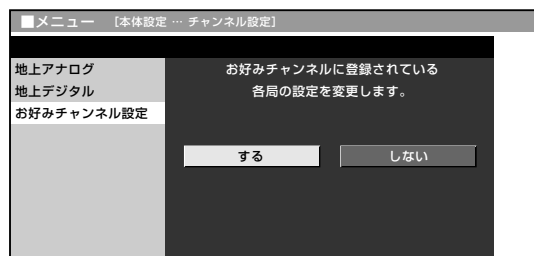 ■メニュー [本体設定 … チャンネル設定]
地上アナログ
地上デジタル
お好みチャンネル設定
お好みチャンネルに登録されている
各局の設定を変更します。
する
しない